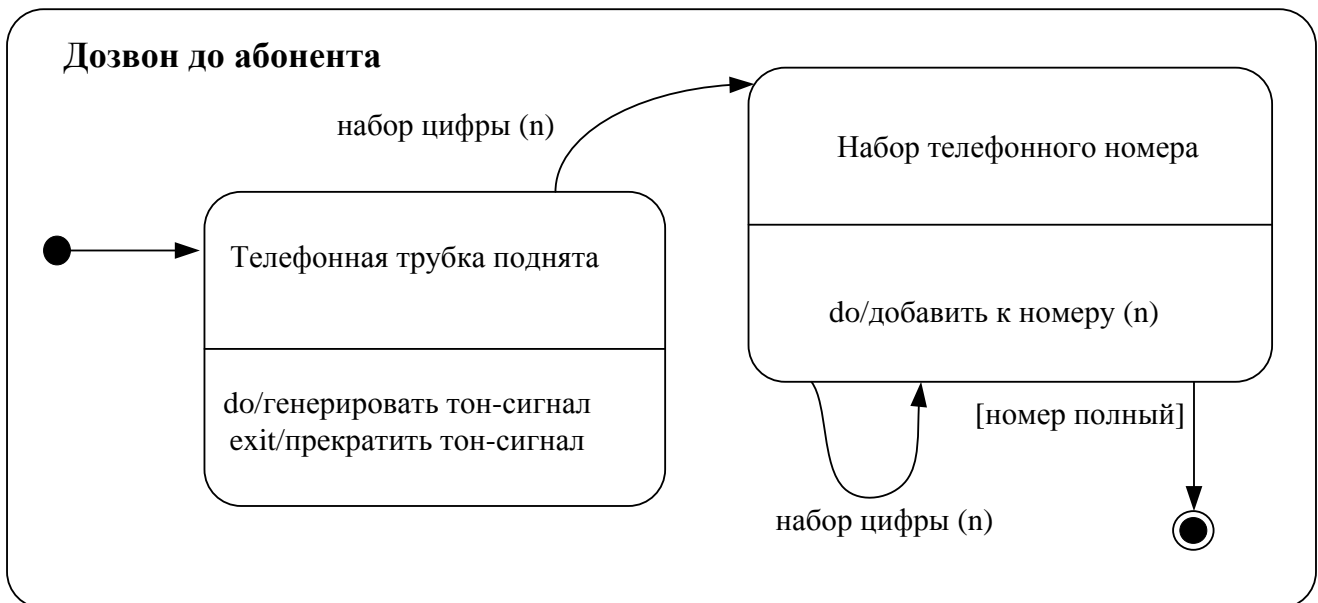 Дозвон до абонента
набор цифры (n)
Набор телефонного номера
Телефонная трубка поднята
do/добавить к номеру (n)
do/генерировать тон-сигнал
exit/прекратить тон-сигнал
[номер полный]
набор цифры (n)